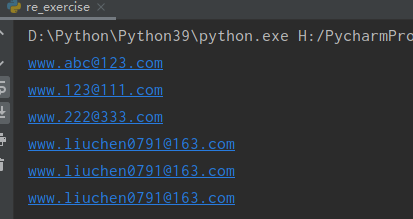 re_exercise ×
D:\Python\Python39\python.exe H:/PycharmPro
www.abc@123.com
www.123@111.com
www.222@333.com
www.liuchen0791@163.com
www.liuchen0791@163.com
www.liuchen0791@163.com